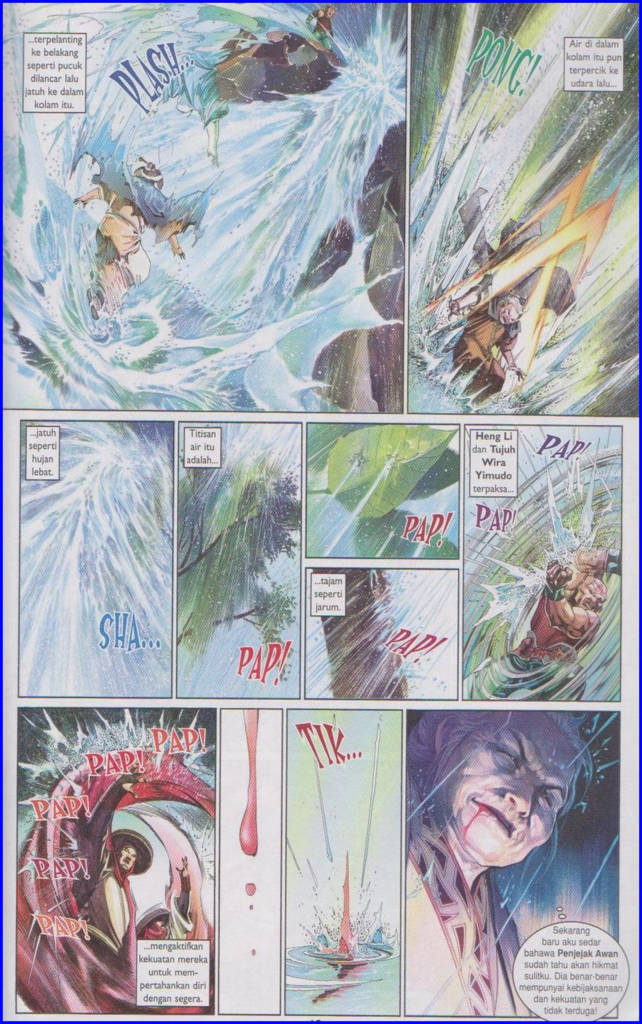 ...terpelanting
ke belakang
seperti pucuk
dilancar lalu
jatuh ke dalam
kolam itu.
PLASH...
PONG!
Air di dalam
kolam itu pun
terpercik ke
udara lalu...
...jatuh
seperti
hujan
lebat.
SHA...
Titisan
air itu
adalah...
PAP!
PAP!
...tajam
seperti
jarum.
PAP!
Heng Li
dan Tujuh
Wira
Yimudo
terpaksa...
PAP!
PAP!
PAP!
PAP!
PAP!
PAP!
PAP!
...mengaktifkan
kekuatan mereka
untuk mem-
pertahankan diri
dengan segera.
TIK...
Sekarang
baru aku sedar
bahawa Penjejak Awan
sudah tahu akan hikmat
sulitku. Dia benar-benar
mempunyai kebijaksanaan
dan kekuatan yang
tidak terduga!